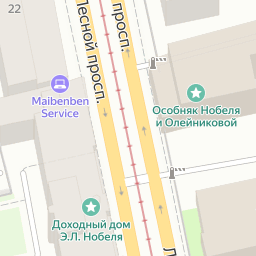 22
лесной просп.
просп.
Maibenben
Service
Особняк Нобеля
и Олейниковой
Доходный дом
Э.Л. Нобеля